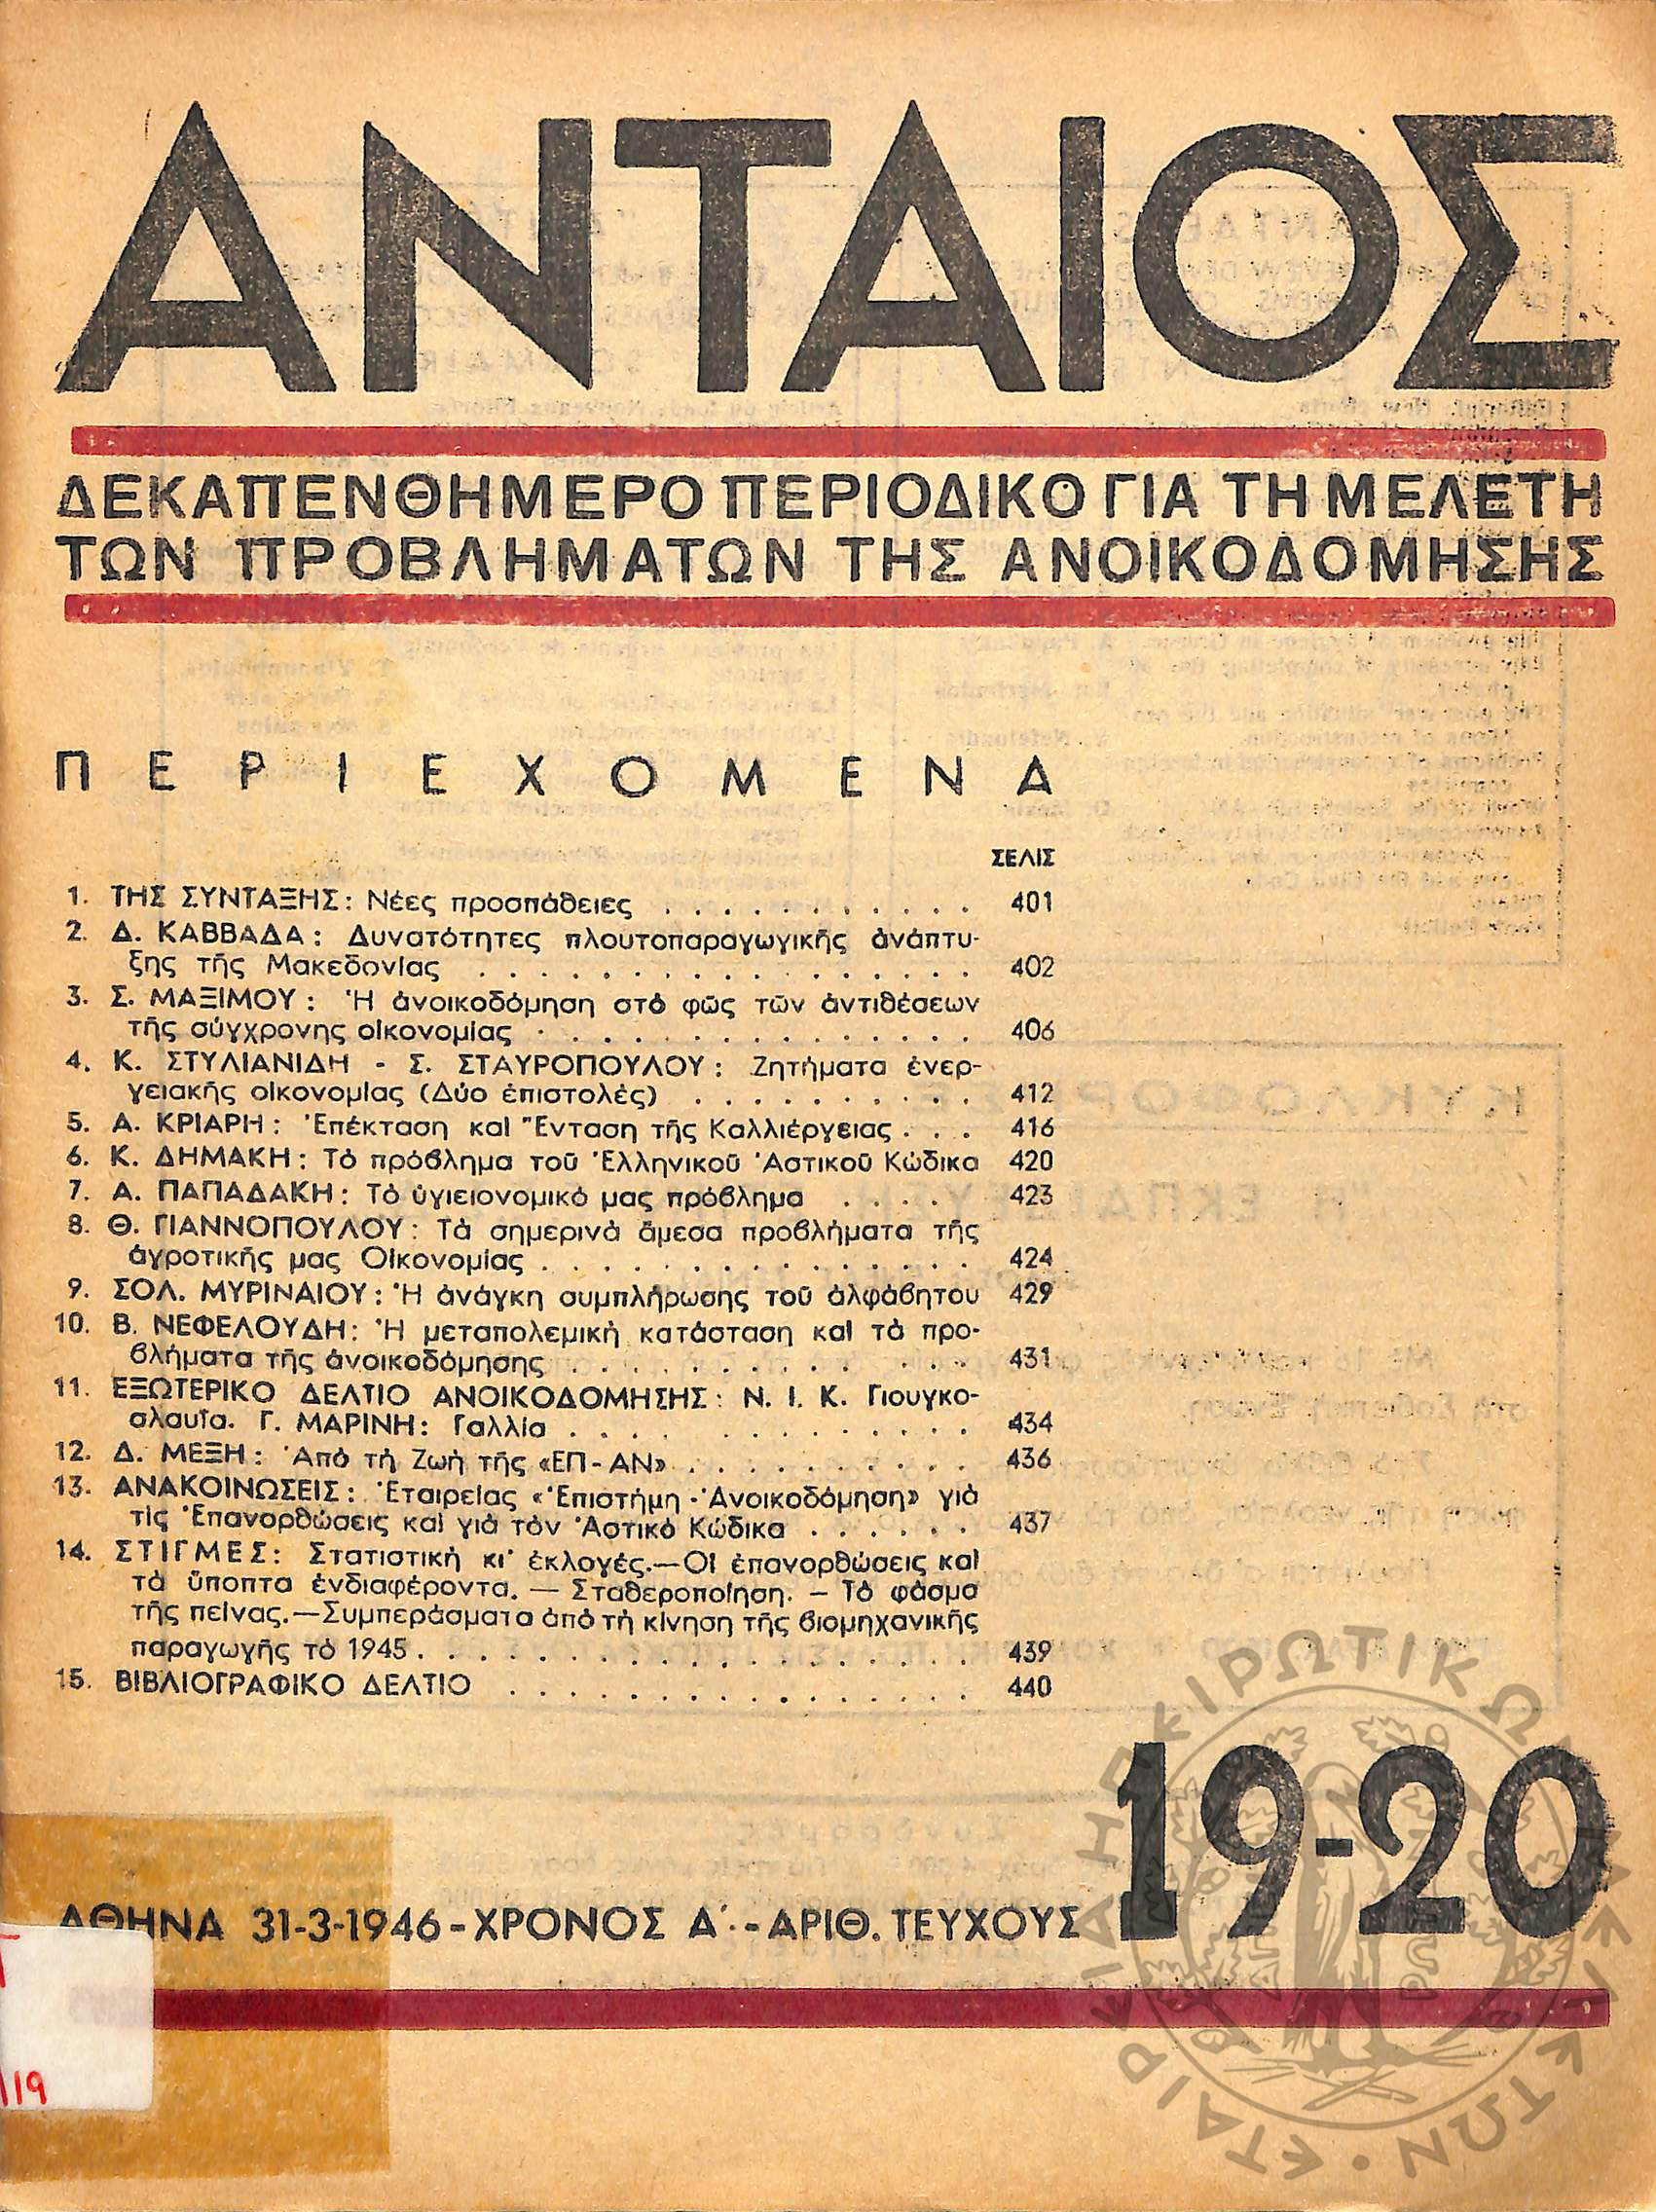 ΑΝΤΑΙΟΣ
ΔΕΚΑΠΕΝΘΗΜΕΡΟ ΠΕΡΙΟΔΙΚΟ ΓΙΑ ΤΗ ΜΕΛΕΤΗ
ΤΩΝ ΠΡΟΒΛΗΜΑΤΩΝ ΤΗΣ ΑΝΟΙΚΟΔΟΜΗΣΗΣ
ΠΕΡΙΕΧΟΜΕΝΑ
ΣΕΛΙΣ
1. ΤΗΣ ΣΥΝΤΑΞΗΣ: Νέες προσπάθειες . . . . . . . . . . . 401
2. Δ. ΚΑΒΒΑΔΑ: Δυνατότητες πλουτοπαραγωγικῆς ἀνάπτυ-
ξης τῆς Μακεδονίας . . . . . . . . . . . . . . . . 402
3. Σ. ΜΑΞΙΜΟΥ: Ἡ ἀνοικοδόμηση στὸ φῶς τῶν ἀντιθέσεων
τῆς σύγχρονης οἰκονομίας . . . . . . . . . . . . . . 406
4. Κ. ΣΤΥΛΙΑΝΙΔΗ - Σ. ΣΤΑΥΡΟΠΟΥΛΟΥ: Ζητήματα ἐνερ-
γειακῆς οἰκονομίας (Δύο ἐπιστολές) . . . . . . . . . . 412
5. Α. ΚΡΙΑΡΗ: Ἐπέκταση καὶ Ἔνταση τῆς Καλλιέργειας . . . 416
6. Κ. ΔΗΜΑΚΗ: Τὸ πρόβλημα τοῦ Ἑλληνικοῦ Ἀστικοῦ Κώδικα 420
7. Α. ΠΑΠΑΔΑΚΗ: Τὸ ὑγιειονομικό μας πρόβλημα . . . . 423
8. Θ. ΓΙΑΝΝΟΠΟΥΛΟΥ: Τὰ σημερινὰ ἄμεσα προβλήματα τῆς
ἀγροτικῆς μας Οἰκονομίας . . . . . . . . . . . . . . 424
9. ΣΟΛ. ΜΥΡΙΝΑΙΟΥ: Ἡ ἀνάγκη συμπλήρωσης τοῦ ἀλφάβητου 429
10. Β. ΝΕΦΕΛΟΥΔΗ: Ἡ μεταπολεμικὴ κατάσταση καὶ τὰ προ-
βλήματα τῆς ἀνοικοδόμησης . . . . . . . . . . . . 431
11. ΕΞΩΤΕΡΙΚΟ ΔΕΛΤΙΟ ΑΝΟΙΚΟΔΟΜΗΣΗΣ: Ν. Ι. Κ. Γιουγκο-
σλαυΐα. Γ. ΜΑΡΙΝΗ: Γαλλία . . . . . . . . . . . . 434
12. Δ. ΜΕΞΗ: Ἀπὸ τὴ Ζωὴ τῆς «ΕΠ-ΑΝ» . . . . . . . . . . 436
13. ΑΝΑΚΟΙΝΩΣΕΙΣ: Ἑταιρείας «Ἐπιστήμη-Ἀνοικοδόμηση» γιὰ
τὶς Ἐπανορθώσεις καὶ γιὰ τὸν Ἀστικὸ Κώδικα . . . . . . 437
14. ΣΤΙΓΜΕΣ: Στατιστικὴ κι' ἐκλογές.—Οἱ ἐπανορθώσεις καὶ
τὰ ὕποπτα ἐνδιαφέροντα. — Σταθεροποίηση. — Τὸ φάσμα
τῆς πείνας.—Συμπεράσματα ἀπὸ τὴ κίνηση τῆς βιομηχανικῆς
παραγωγῆς τὸ 1945 . . . . . . . . . . . . . . . . . . 439
15. ΒΙΒΛΙΟΓΡΑΦΙΚΟ ΔΕΛΤΙΟ . . . . . . . . . . . . . . . 440
ΑΘΗΝΑ 31-3-1946 - ΧΡΟΝΟΣ Α΄. - ΑΡΙΘ. ΤΕΥΧΟΥΣ 19-20
119
ΕΤΑΙΡΕΙΑ ΗΠΕΙΡΩΤΙΚΩΝ ΜΕΛΕΤΩΝ